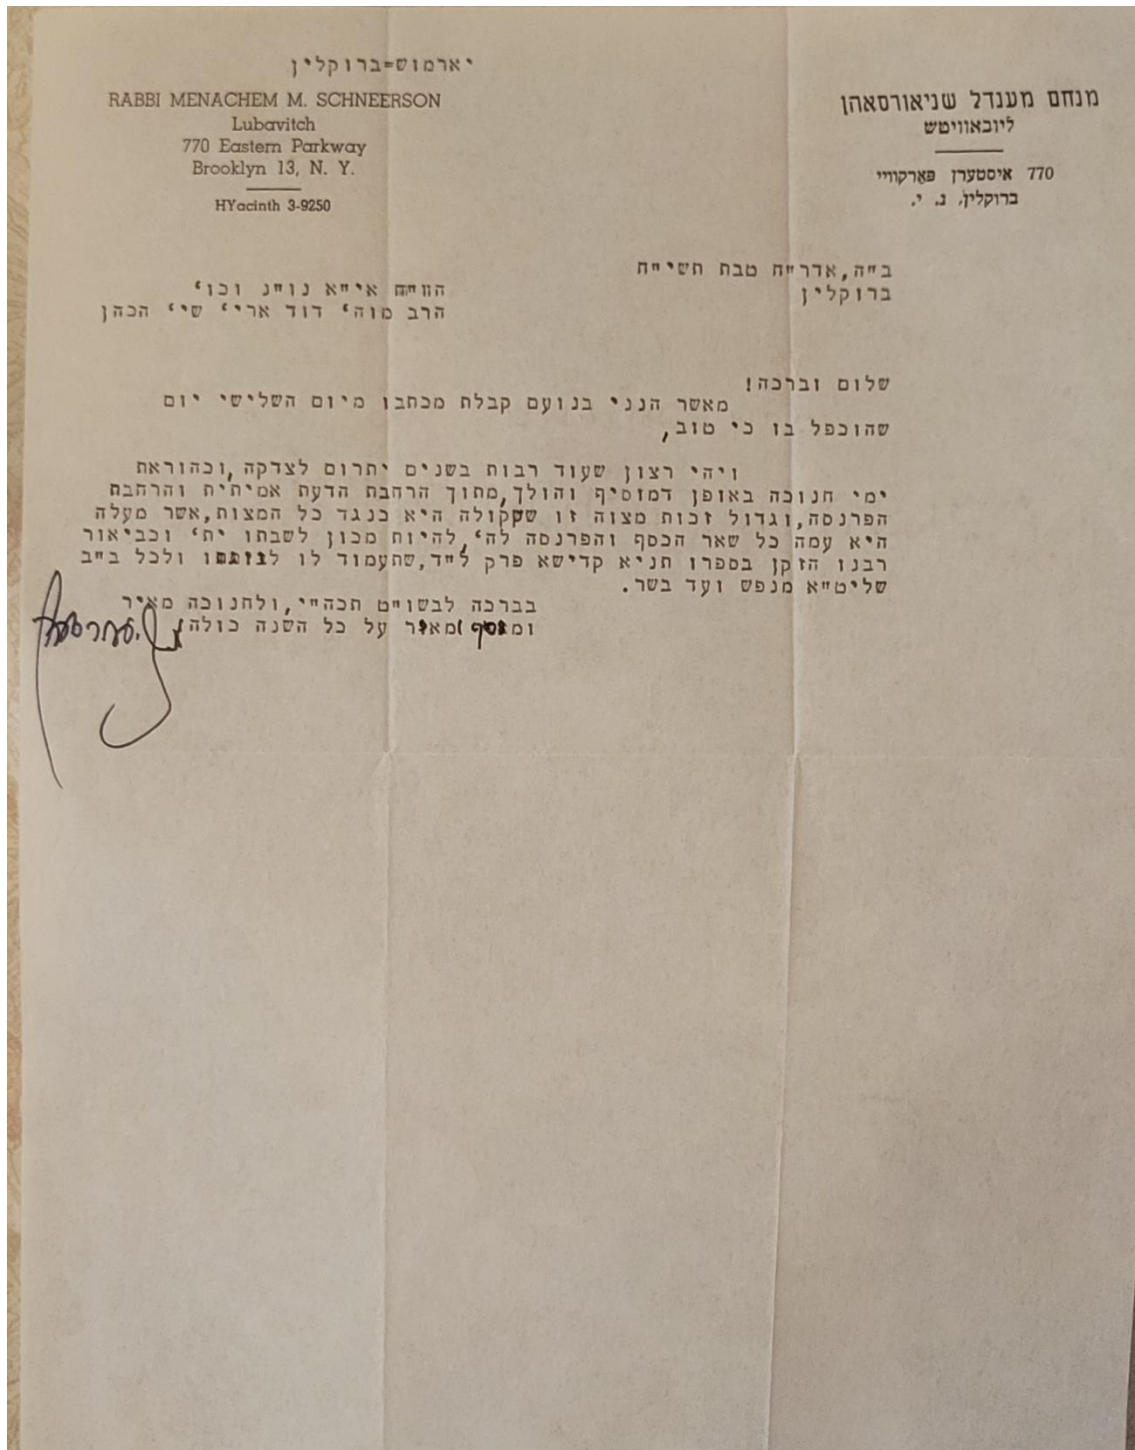 יארמוש=ברוקלין
RABBI MENACHEM M. SCHNEERSON
Lubavitch
770 Eastern Parkway
Brooklyn 13, N. Y.
HYacinth 3-9250
מנחם מענדל שניאורסאהן
ליובאוויטש
770 איסטערן פארקוויי
ברוקלין, נ. י.
ב"ה, אדר"ח טבת תשי"ח
ברוקלין
הוו"ח אי"א נו"נ וכו'
הרב מוה' דוד ארי' שי' הכהן
שלום וברכה!
מאשר הנני בנועם קבלת מכתבו מיום השלישי יום
שהוכפל בו כי טוב,
ויהי רצון שעוד רבות בשנים יתרום לצדקה, וכהוראת
ימי חנוכה באופן דמוסיף והולך, מתוך הרחבת הדעת אמיתית והרחבת
הפרנסה, וגדול זכות מצוה זו שקולה היא כנגד כל המצות, אשר מעלה
היא עמה כל שאר הכסף והפרנסה לה', להיות מכון לשבתו ית' וכביאור
רבנו הזקן בספרו תניא קדישא פרק ל"ד, שתעמוד לו ולכל ב"ב
שליט"א מנפש ועד בשר.
בברכה לבשו"ט תכה"י, ולחנוכה מאיר
ומאיר על כל השנה כולה